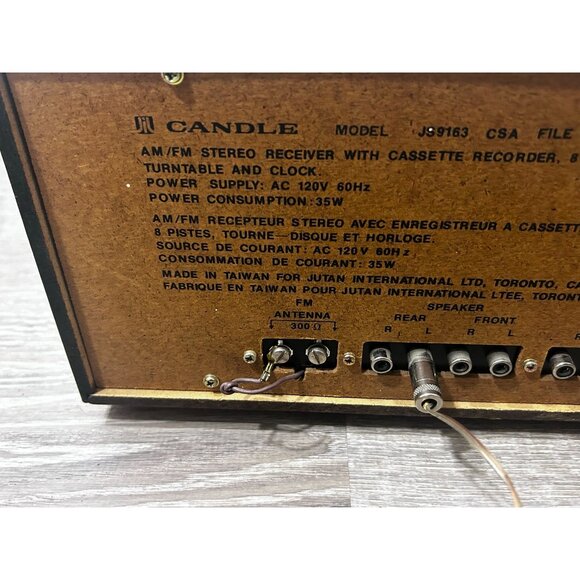 CANDLE MODEL JS9163 CSA FILE
AM/FM STEREO RECEIVER WITH CASSETTE RECORDER, 8
TURNTABLE AND CLOCK.
POWER SUPPLY: AC 120V 60Hz
POWER CONSUMPTION: 35W
AM/FM RECEPTEUR STEREO AVEC ENREGISTREUR A CASSET
8 PISTES, TOURNE-DISQUE ET HORLOGE.
SOURCE DE COURANT: AC 120V 60Hz
CONSOMMATION DE COURANT: 35W
MADE IN TAIWAN FOR JUTAN INTERNATIONAL LTD, TORONTO, CA
FABRIQUE EN TAIWAN POUR JUTAN INTERNATIONAL LTEE, TORONT
FM
ANTENNA
300Ω
SPEAKER
REAR FRONT
R L R L
R